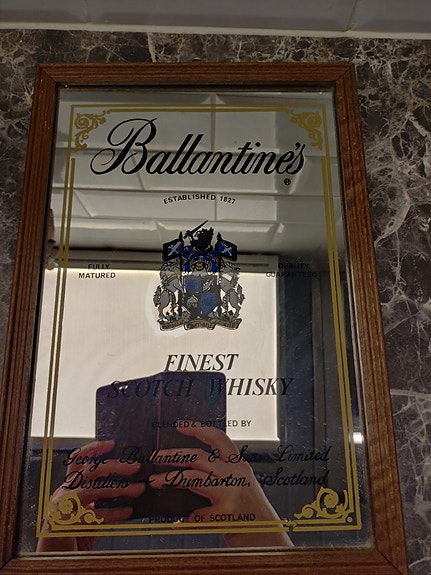 Ballantine's
®
ESTABLISHED 1827
FULLY MATURED
QUALITY GUARANTEED
FINEST
SCOTCH WHISKY
BLENDED & BOTTLED BY
George Ballantine & Son Limited
Distillers – Dumbarton, Scotland
PRODUCT OF SCOTLAND